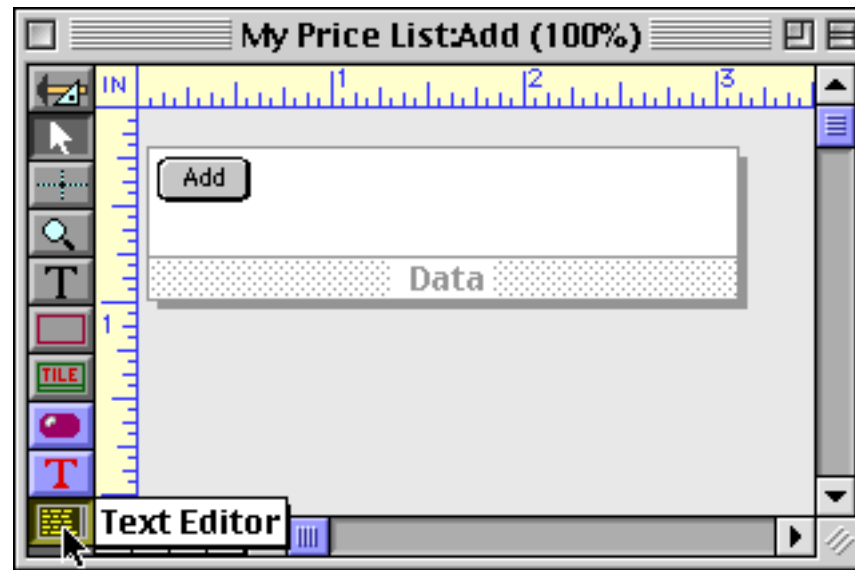 My Price List:Add (100%)
IN
1
2
3
Add
T
Data
1
TILE
T
Text Editor